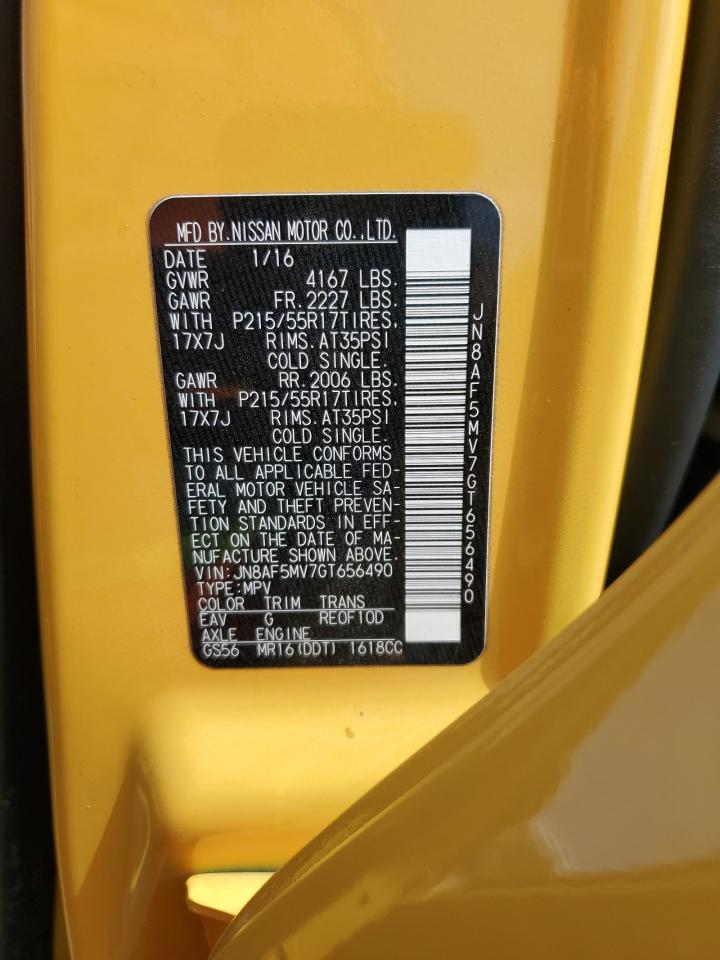 MFD BY.NISSAN MOTOR CO.,LTD.
DATE 1/16
GVWR 4167 LBS.
GAWR FR.2227 LBS.
WITH P215/55R17TIRES,
17X7J RIMS.AT35PSI
COLD SINGLE.
GAWR RR.2006 LBS.
WITH P215/55R17TIRES,
17X7J RIMS.AT35PSI
COLD SINGLE.
THIS VEHICLE CONFORMS
TO ALL APPLICABLE FED-
ERAL MOTOR VEHICLE SA-
FETY AND THEFT PREVEN-
TION STANDARDS IN EFF-
ECT ON THE DATE OF MA-
NUFACTURE SHOWN ABOVE.
VIN:JN8AF5MV7GT656490
TYPE:MPV
COLOR TRIM TRANS
EAV G RE0F10D
AXLE ENGINE
GS56 MR16(DDT) 1618CC
JN8AF5MV7GT656490